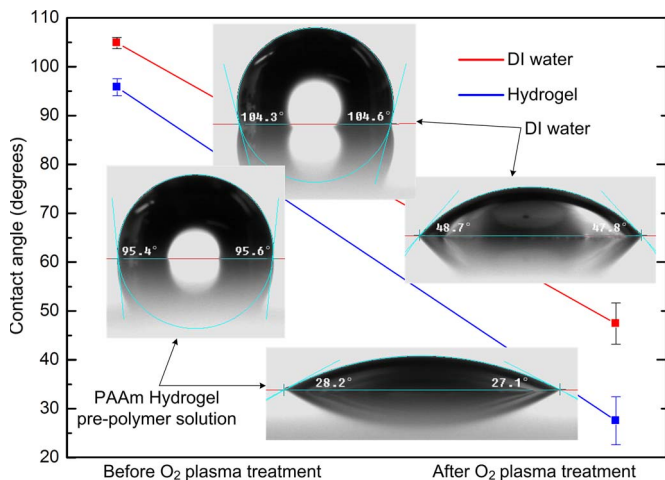 110
100
90
80
70
60
50
40
30
20
Contact angle (degrees)
DI water
Hydrogel
104.3°
104.6°
DI water
95.4°
95.6°
48.7°
47.8°
28.2°
27.1°
PAAm Hydrogel
pre-polymer solution
Before O₂ plasma treatment
After O₂ plasma treatment